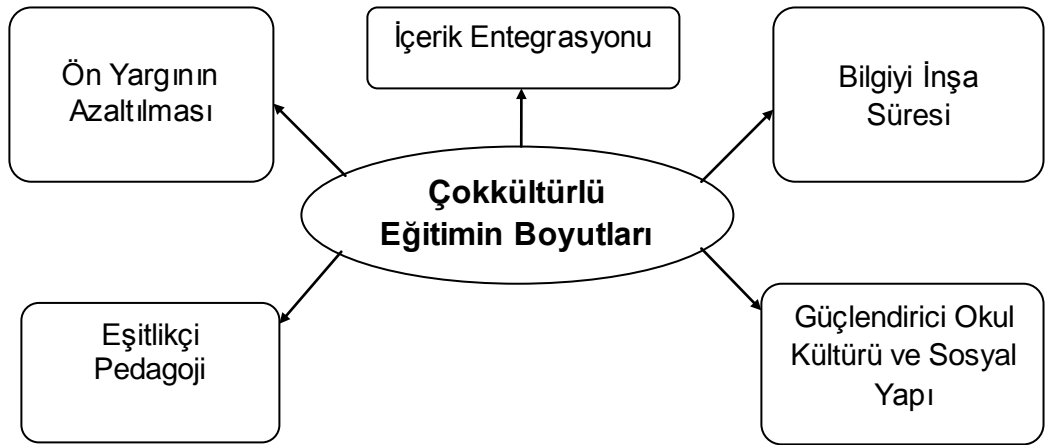 Ön Yargının
Azaltılması
İçerik Entegrasyonu
Bilgiyi İnşa
Süresi
Çokkültürlü
Eğitimin Boyutları
Eşitlikçi
Pedagoji
Güçlendirici Okul
Kültürü ve Sosyal
Yapı